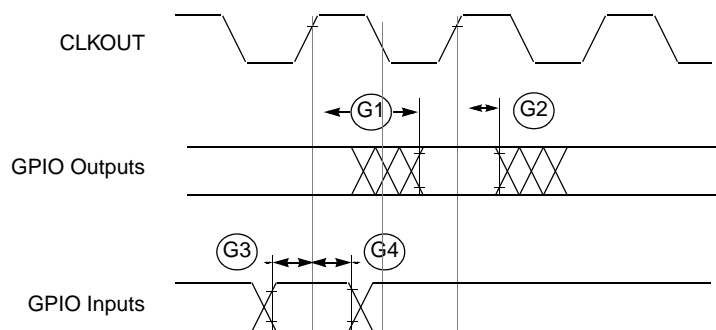 CLKOUT
G1
G2
GPIO Outputs
G3
G4
GPIO Inputs